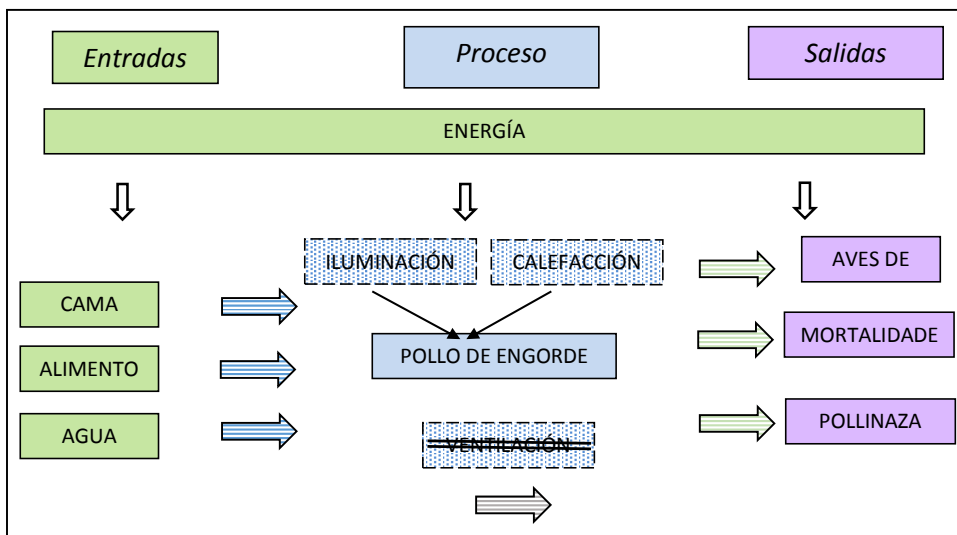 Entradas
Proceso
Salidas
ENERGÍA
ILUMINACIÓN
CALEFACCIÓN
AVES DE
CAMA
MORTALIDADE
POLLO DE ENGORDE
ALIMENTO
AGUA
POLLINAZA
VENTILACIÓN